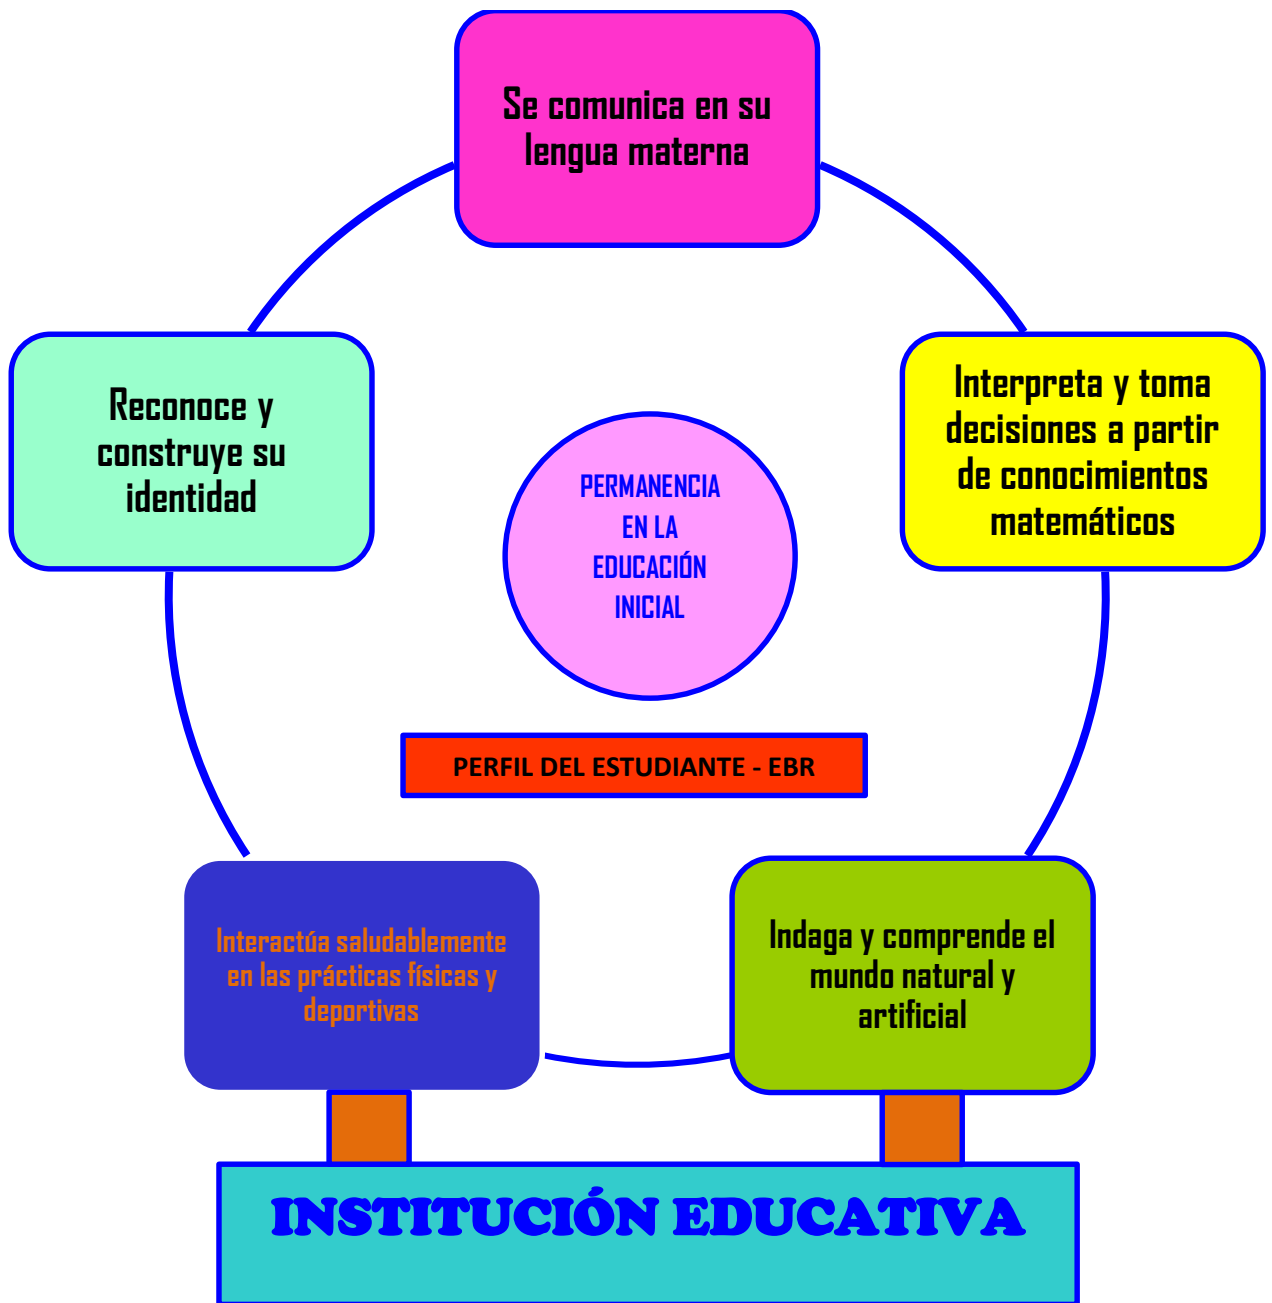 Se comunica en su
lengua materna
Reconoce y
construye su
identidad
Interpreta y toma
decisiones a partir
de conocimientos
matemáticos
PERMANENCIA
EN LA
EDUCACIÓN
INICIAL
PERFIL DEL ESTUDIANTE - EBR
Interactúa saludablemente
en las prácticas físicas y
deportivas
Indaga y comprende el
mundo natural y
artificial
INSTITUCIÓN EDUCATIVA